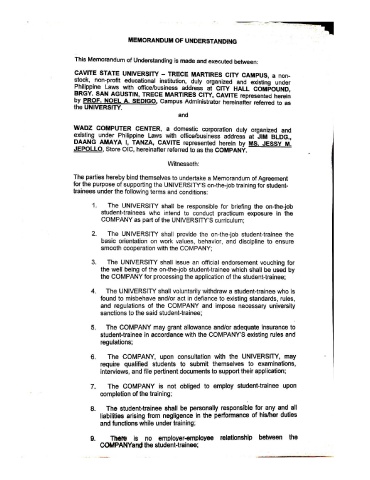 MEMORANDUM OF UNDERSTANDING
This Memorandum of Understanding is made and executed between:
CAVITE STATE UNIVERSITY – TRECE MARTIRES CITY CAMPUS, a non-
stock, non-profit educational institution, duly organized and existing under
Philippine Laws with office/business address at CITY HALL COMPOUND,
BRGY. SAN AGUSTIN, TRECE MARTIRES CITY, CAVITE represented herein
by PROF. NOEL A. SEDIGO, Campus Administrator hereinafter referred to as
the UNIVERSITY.
and
WADZ COMPUTER CENTER, a domestic corporation duly organized and
existing under Philippine Laws with office/business address at JIM BLDG.,
DAANG AMAYA I, TANZA, CAVITE represented herein by MS. JESSY M.
JEPOLLO, Store OIC, hereinafter referred to as the COMPANY.
Witnesseth:
The parties hereby bind themselves to undertake a Memorandum of Agreement
for the purpose of supporting the UNIVERSITY'S on-the-job training for student-
trainees under the following terms and conditions:
1. The UNIVERSITY shall be responsible for briefing the on-the-job
student-trainees who intend to conduct practicum exposure in the
COMPANY as part of the UNIVERSITY'S curriculum;
2. The UNIVERSITY shall provide the on-the-job student-trainee the
basic orientation on work values, behavior, and discipline to ensure
smooth cooperation with the COMPANY;
3. The UNIVERSITY shall issue an official endorsement vouching for
the well being of the on-the-job student-trainee which shall be used by
the COMPANY for processing the application of the student-trainee;
4. The UNIVERSITY shall voluntarily withdraw a student-trainee who is
found to misbehave and/or act in defiance to existing standards, rules,
and regulations of the COMPANY and impose necessary university
sanctions to the said student-trainee;
5. The COMPANY may grant allowance and/or adequate insurance to
student-trainee in accordance with the COMPANY'S existing rules and
regulations;
6. The COMPANY, upon consultation with the UNIVERSITY, may
require qualified students to submit themselves to examinations,
interviews, and file pertinent documents to support their application;
7. The COMPANY is not obliged to employ student-trainee upon
completion of the training;
8. The student-trainee shall be personally responsible for any and all
liabilities arising from negligence in the performance of his/her duties
and functions while under training;
9. There is no employer-employee relationship between the
COMPANYand the student-trainee;